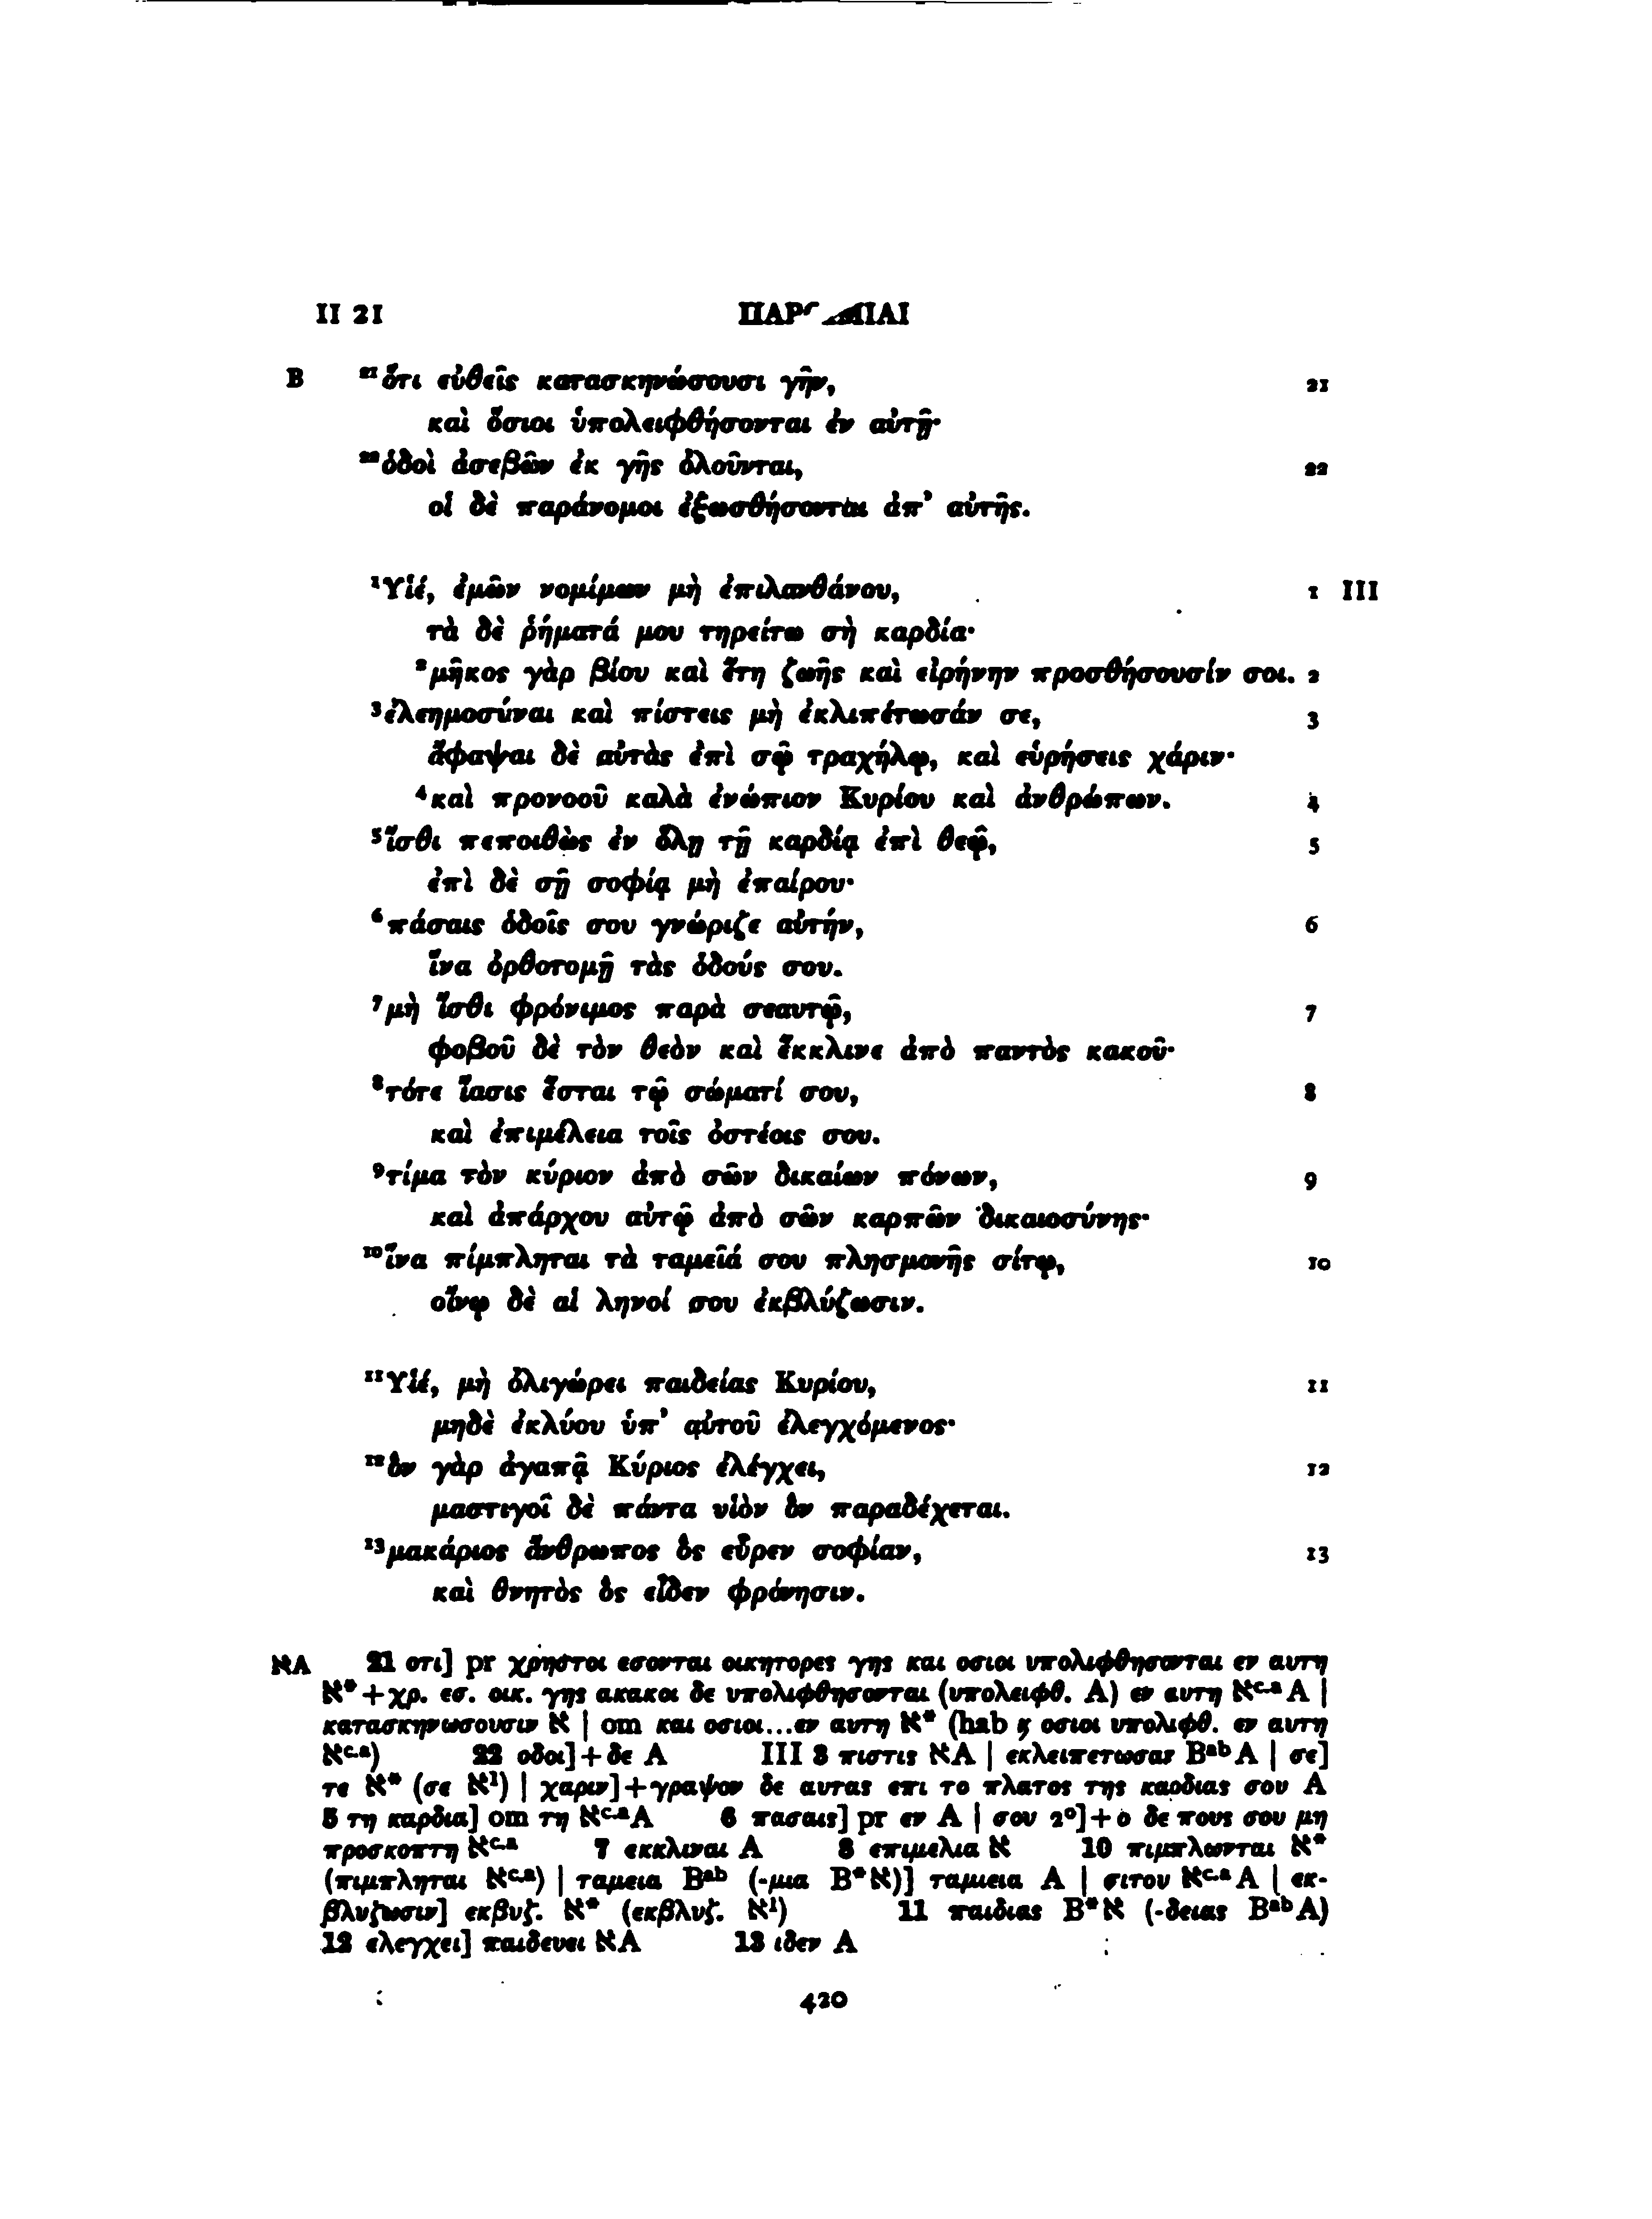 II 21 ΠΑΡΟΙΜΙΑΙ
B ²¹ὅτι εὐθεῖς κατασκηνώσουσι γῆν, 21
καὶ ὅσιοι ὑπολειφθήσονται ἐν αὐτῇ·
²²ὁδοὶ ἀσεβῶν ἐκ γῆς ὀλοῦνται, 22
οἱ δὲ παράνομοι ἐξωσθήσονται ἀπ’ αὐτῆς.
¹Υἱέ, ἐμῶν νομίμων μὴ ἐπιλανθάνου, 1 III
τὰ δὲ ῥήματά μου τηρείτω σὴ καρδία·
²μῆκος γὰρ βίου καὶ ἔτη ζωῆς καὶ εἰρήνην προσθήσουσίν σοι. 2
³ἐλεημοσύναι καὶ πίστεις μὴ ἐκλιπέτωσάν σε, 3
ἄφαψαι δὲ αὐτὰς ἐπὶ σῷ τραχήλῳ, καὶ εὑρήσεις χάριν·
⁴καὶ προνοοῦ καλὰ ἐνώπιον Κυρίου καὶ ἀνθρώπων. 4
⁵ἴσθι πεποιθὼς ἐν ὅλῃ τῇ καρδίᾳ ἐπὶ θεῷ, 5
ἐπὶ δὲ σῇ σοφίᾳ μὴ ἐπαίρου·
⁶πάσαις ὁδοῖς σου γνώριζε αὐτήν, 6
ἵνα ὀρθοτομῇ τὰς ὁδούς σου.
⁷μὴ ἴσθι φρόνιμος παρὰ σεαυτῷ, 7
φοβοῦ δὲ τὸν θεὸν καὶ ἔκκλινε ἀπὸ παντὸς κακοῦ·
⁸τότε ἴασις ἔσται τῷ σώματί σου, 8
καὶ ἐπιμέλεια τοῖς ὀστέοις σου.
⁹τίμα τὸν κύριον ἀπὸ σῶν δικαίων πόνων, 9
καὶ ἀπάρχου αὐτῷ ἀπὸ σῶν καρπῶν δικαιοσύνης·
¹⁰ἵνα πίμπληται τὰ ταμεῖά σου πλησμονῆς σίτῳ, 10
οἴνῳ δὲ αἱ ληνοί σου ἐκβλύζωσιν.
¹¹Υἱέ, μὴ ὀλιγώρει παιδείας Κυρίου, 11
μηδὲ ἐκλύου ὑπ’ αὐτοῦ ἐλεγχόμενος·
¹²ὃν γὰρ ἀγαπᾷ Κύριος ἐλέγχει, 12
μαστιγοῖ δὲ πάντα υἱὸν ὃν παραδέχεται.
¹³μακάριος ἄνθρωπος ὃς εὗρεν σοφίαν, 13
καὶ θνητὸς ὃς εἶδεν φρόνησιν.
אA 21 οτι] pr χρηστοι εσονται οικητορες γης και οσιοι υπολιφθησονται εν αυτη
א* +χρ. εσ. οικ. γης ακακοι δε υπολιφθησονται (υπολειφθ. A) εν αυτη אᶜ·ᵃ A |
κατασκηνωσουσιν א | om και οσιοι...εν αυτη א* (hab ϗ οσιοι υπολιφθ. εν αυτη
אᶜ·ᵃ) 22 οδοι]+δε A III 3 πιστις אA | εκλειπετωσαν Bᵃᵇ A | σε]
τε א* (σε א¹) | χαριν]+γραψον δε αυτας επι το πλατος της καρδιας σου A
5 τη καρδια] om τη אᶜ·ᵃ A 6 πασαις] pr εν A | σου 2°]+ο δε πους σου μη
προσκοπτη אᶜ·ᵃ 7 εκκλιναι A 8 επιμελια א 10 πιμπλωνται א*
(πιμπληται אᶜ·ᵃ) | ταμεια Bᵃᵇ (-μια B*א)] ταμιεια A | σιτου אᶜ·ᵃ A | εκ-
βλυζωσιν] εκβυζ. א* (εκβλυζ. א¹) 11 παιδιας B*א (-δειας Bᵃᵇ A)
12 ελεγχει] παιδευει אA 13 ιδεν A
420